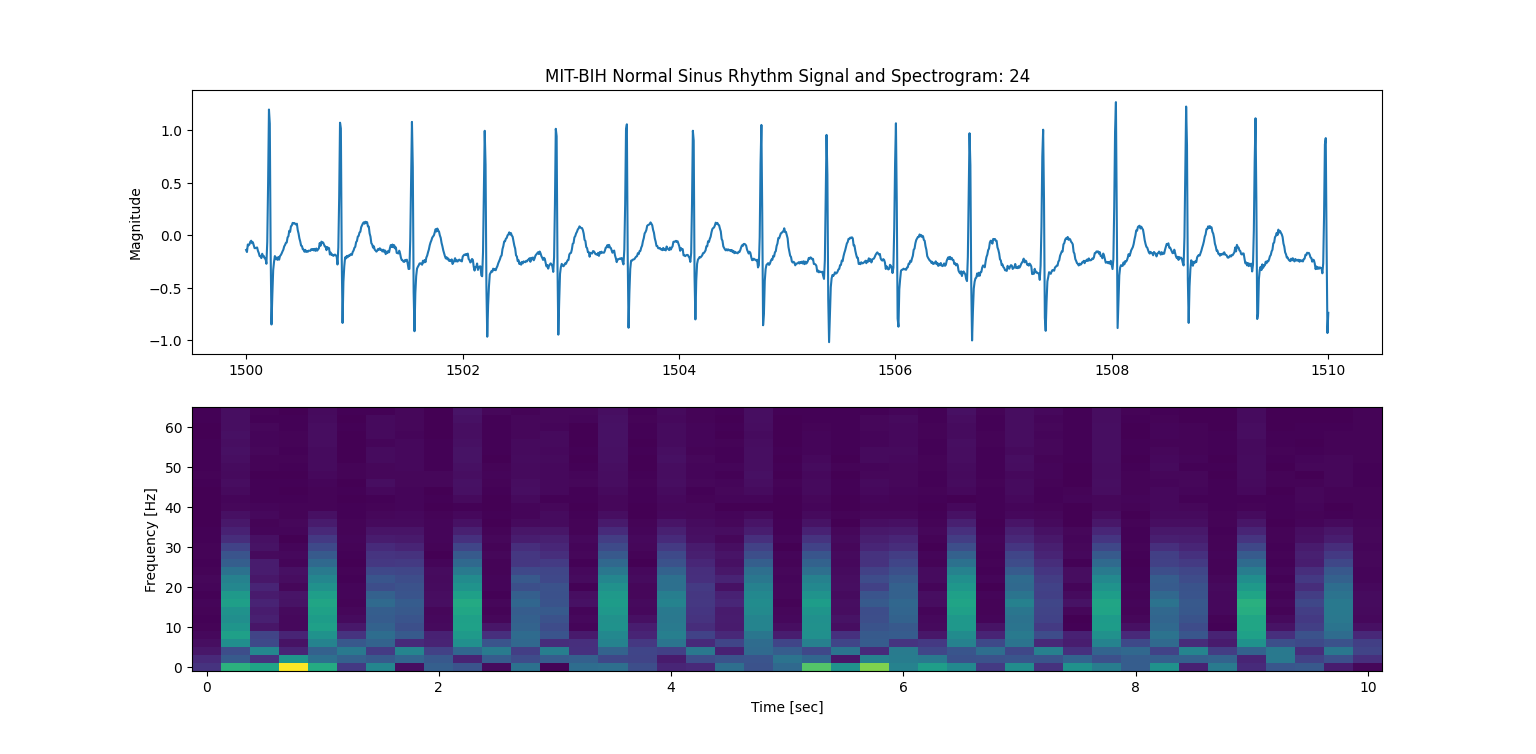 MIT-BIH Normal Sinus Rhythm Signal and Spectrogram: 24
Magnitude
1.0
0.5
0.0
−0.5
−1.0
1500 1502 1504 1506 1508 1510
Frequency [Hz]
60
50
40
30
20
10
0
0 2 4 6 8 10
Time [sec]